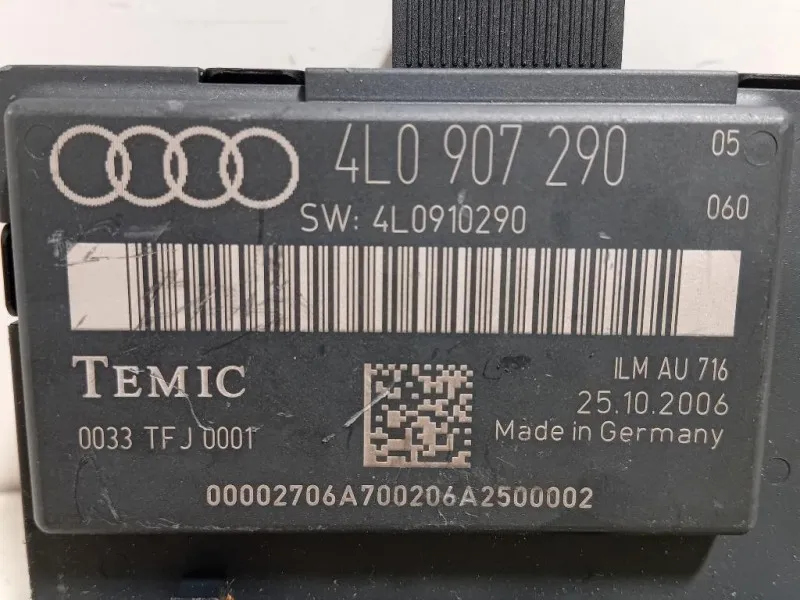 4L0 907 290 05
SW: 4L0910290 060
TEMIC
ILM AU 716
25.10.2006
0033 TFJ 0001
Made in Germany
00002706A700206A2500002